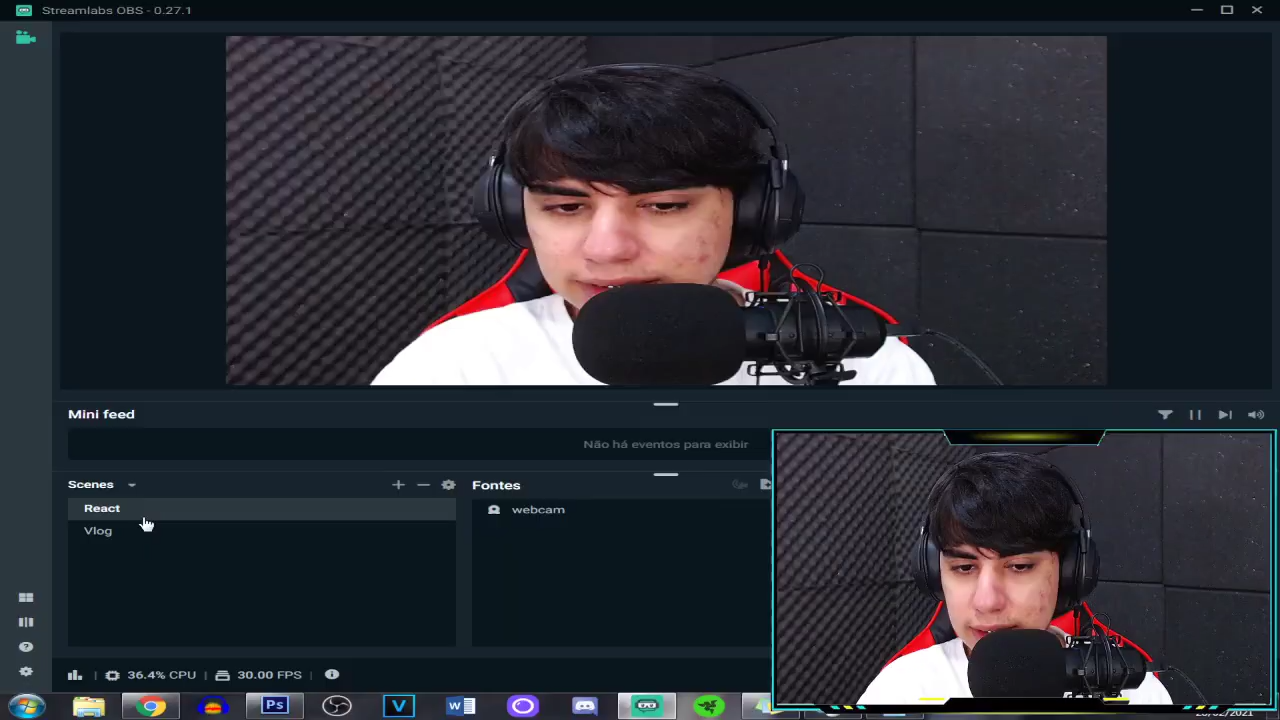 Streamlabs OBS - 0.27.1
Mini feed
Não há eventos para exibir
Scenes
Fontes
React
webcam
Vlog
36.4% CPU
30.00 FPS
Ps
V
W